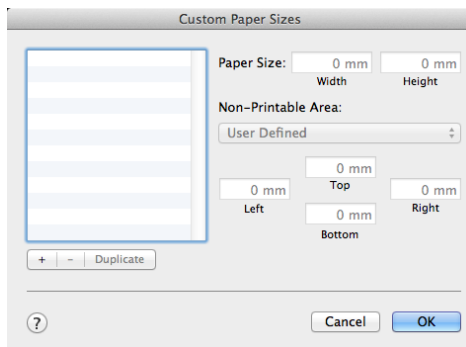 Custom Paper Sizes
Paper Size: 0 mm 0 mm
Width Height
Non-Printable Area:
User Defined
0 mm
Top
0 mm 0 mm
Left Right
0 mm
Bottom
+ - Duplicate
? Cancel OK